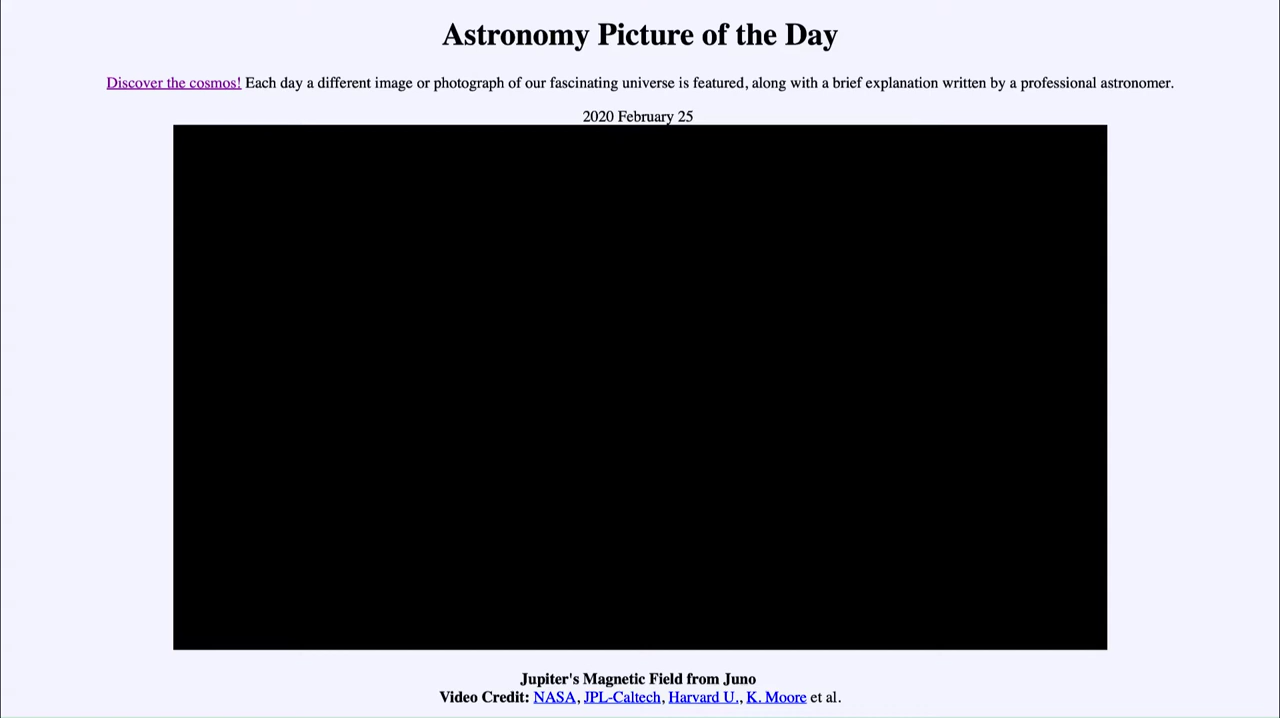 Astronomy Picture of the Day
Discover the cosmos! Each day a different image or photograph of our fascinating universe is featured, along with a brief explanation written by a professional astronomer.
2020 February 25
Jupiter's Magnetic Field from Juno
Video Credit: NASA, JPL-Caltech, Harvard U., K. Moore et al.